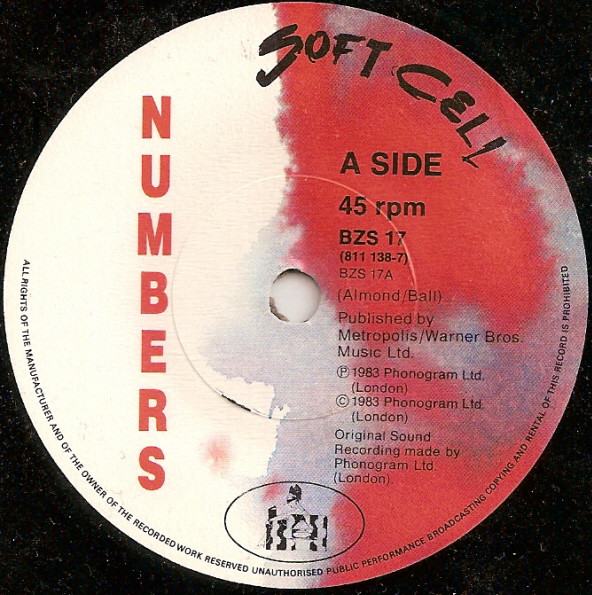 SOFT CELL
NUMBERS
A SIDE
45 rpm
BZS 17
(811 138-7)
BZS 17A
(Almond/Ball)
Published by
Metropolis/Warner Bros.
Music Ltd.
Ⓟ 1983 Phonogram Ltd.
(London)
© 1983 Phonogram Ltd.
(London)
Original Sound
Recording made by
Phonogram Ltd.
(London)
ALL RIGHTS OF THE MANUFACTURER AND OF THE OWNER OF THE RECORDED WORK RESERVED UNAUTHORISED PUBLIC PERFORMANCE BROADCASTING COPYING AND RENTAL OF THIS RECORD IS PROHIBITED